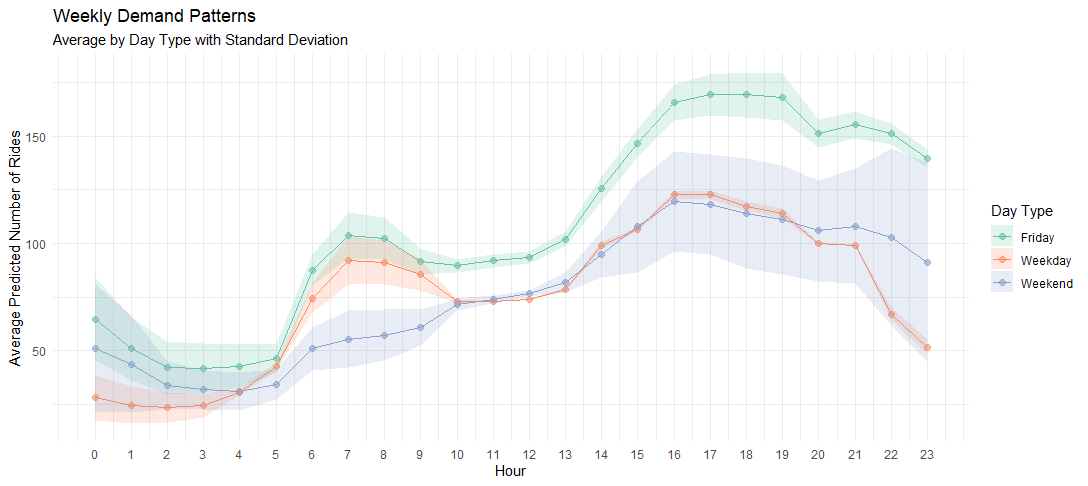 Weekly Demand Patterns
Average by Day Type with Standard Deviation
Average Predicted Number of Rides
150
100
50
0 1 2 3 4 5 6 7 8 9 10 11 12 13 14 15 16 17 18 19 20 21 22 23
Hour
Day Type
Friday
Weekday
Weekend